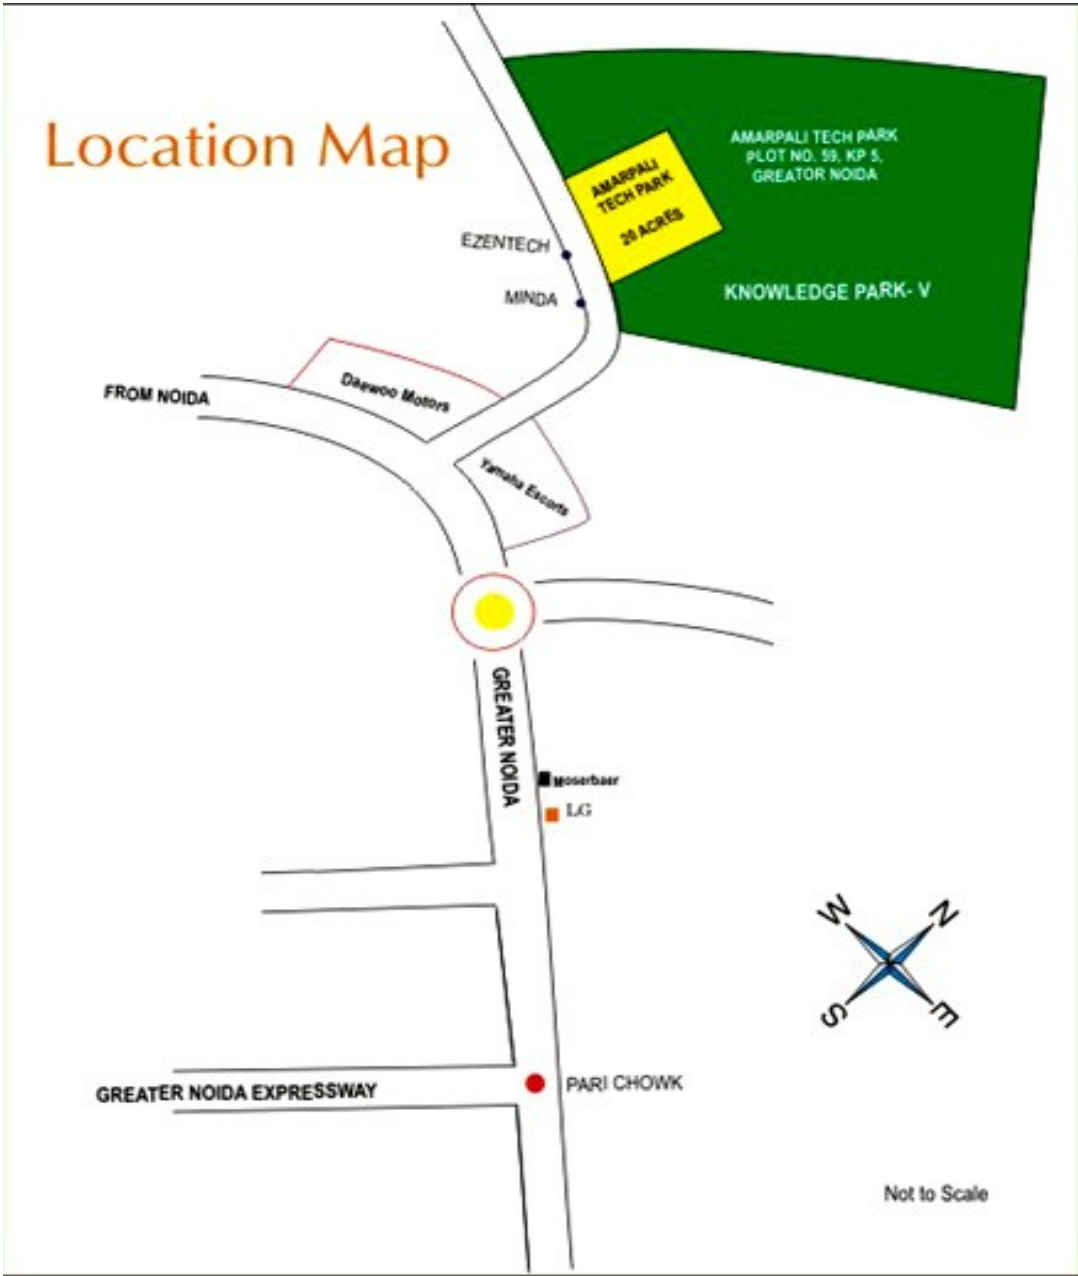 Location Map
AMARPALI TECH PARK
PLOT NO. 59, KP 5,
GREATOR NOIDA
AMARPALI
TECH PARK
20 ACRES
EZENTECH
MINDA
KNOWLEDGE PARK- V
Daewoo Motors
FROM NOIDA
Yamaha Escorts
GREATER NOIDA
Moserbaer
LG
W
N
S
E
GREATER NOIDA EXPRESSWAY
PARI CHOWK
Not to Scale